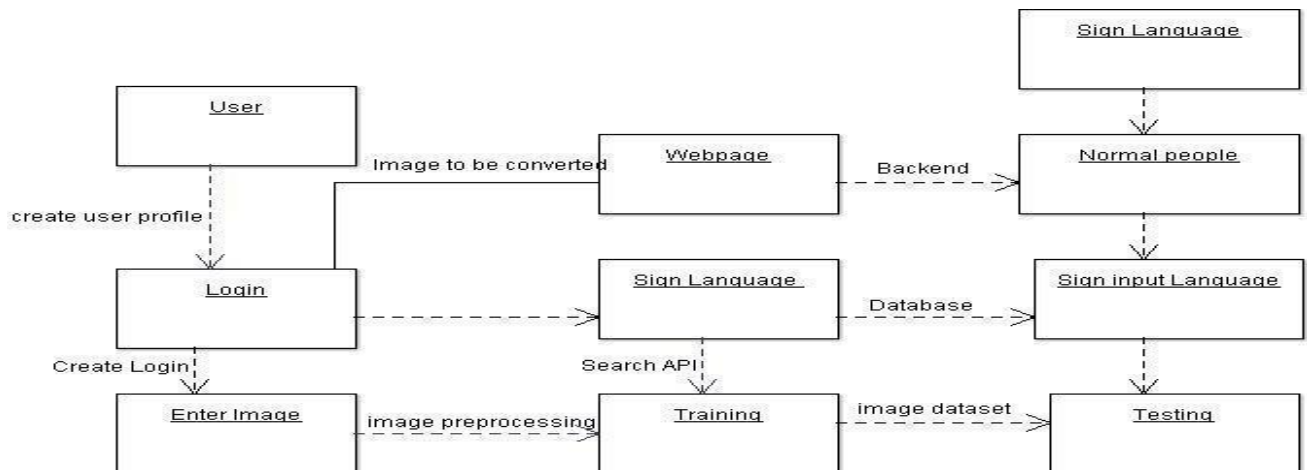 Sign Language
User
Image to be converted
Webpage
Backend
Normal people
create user profile
Login
Sign Language
Database
Sign input Language
Create Login
Search API
Enter Image
image preprocessing
Training
image dataset
Testing